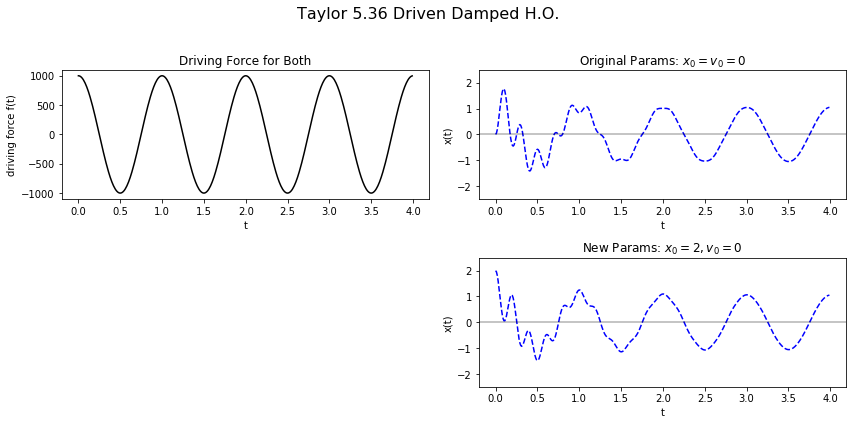 Taylor 5.36 Driven Damped H.O.
Driving Force for Both
driving force f(t)
1000
500
0
−500
−1000
0.0 0.5 1.0 1.5 2.0 2.5 3.0 3.5 4.0
t
Original Params: x₀ = v₀ = 0
x(t)
2
1
0
−1
−2
0.0 0.5 1.0 1.5 2.0 2.5 3.0 3.5 4.0
t
New Params: x₀ = 2, v₀ = 0
x(t)
2
1
0
−1
−2
0.0 0.5 1.0 1.5 2.0 2.5 3.0 3.5 4.0
t